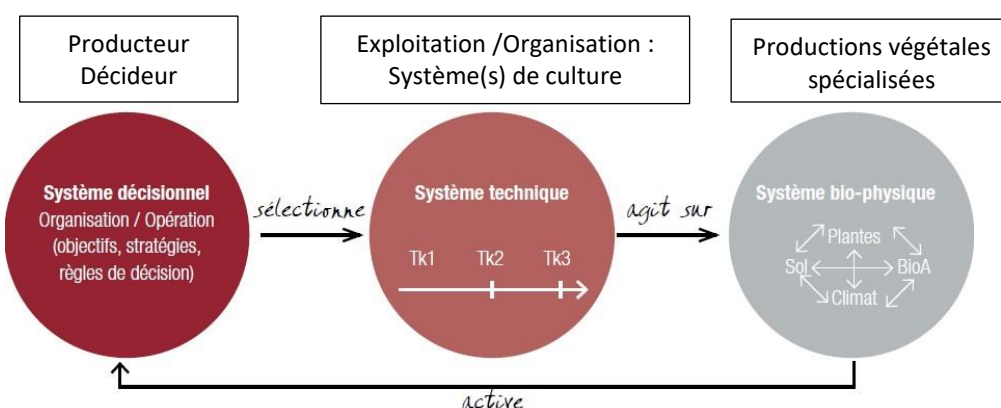 Producteur
Décideur
Exploitation /Organisation :
Système(s) de culture
Productions végétales
spécialisées
Système décisionnel
Organisation / Opération
(objectifs, stratégies,
règles de décision)
sélectionne
Système technique
Tk1 Tk2 Tk3
agit sur
Système bio-physique
Plantes
Sol BioA
Climat
active